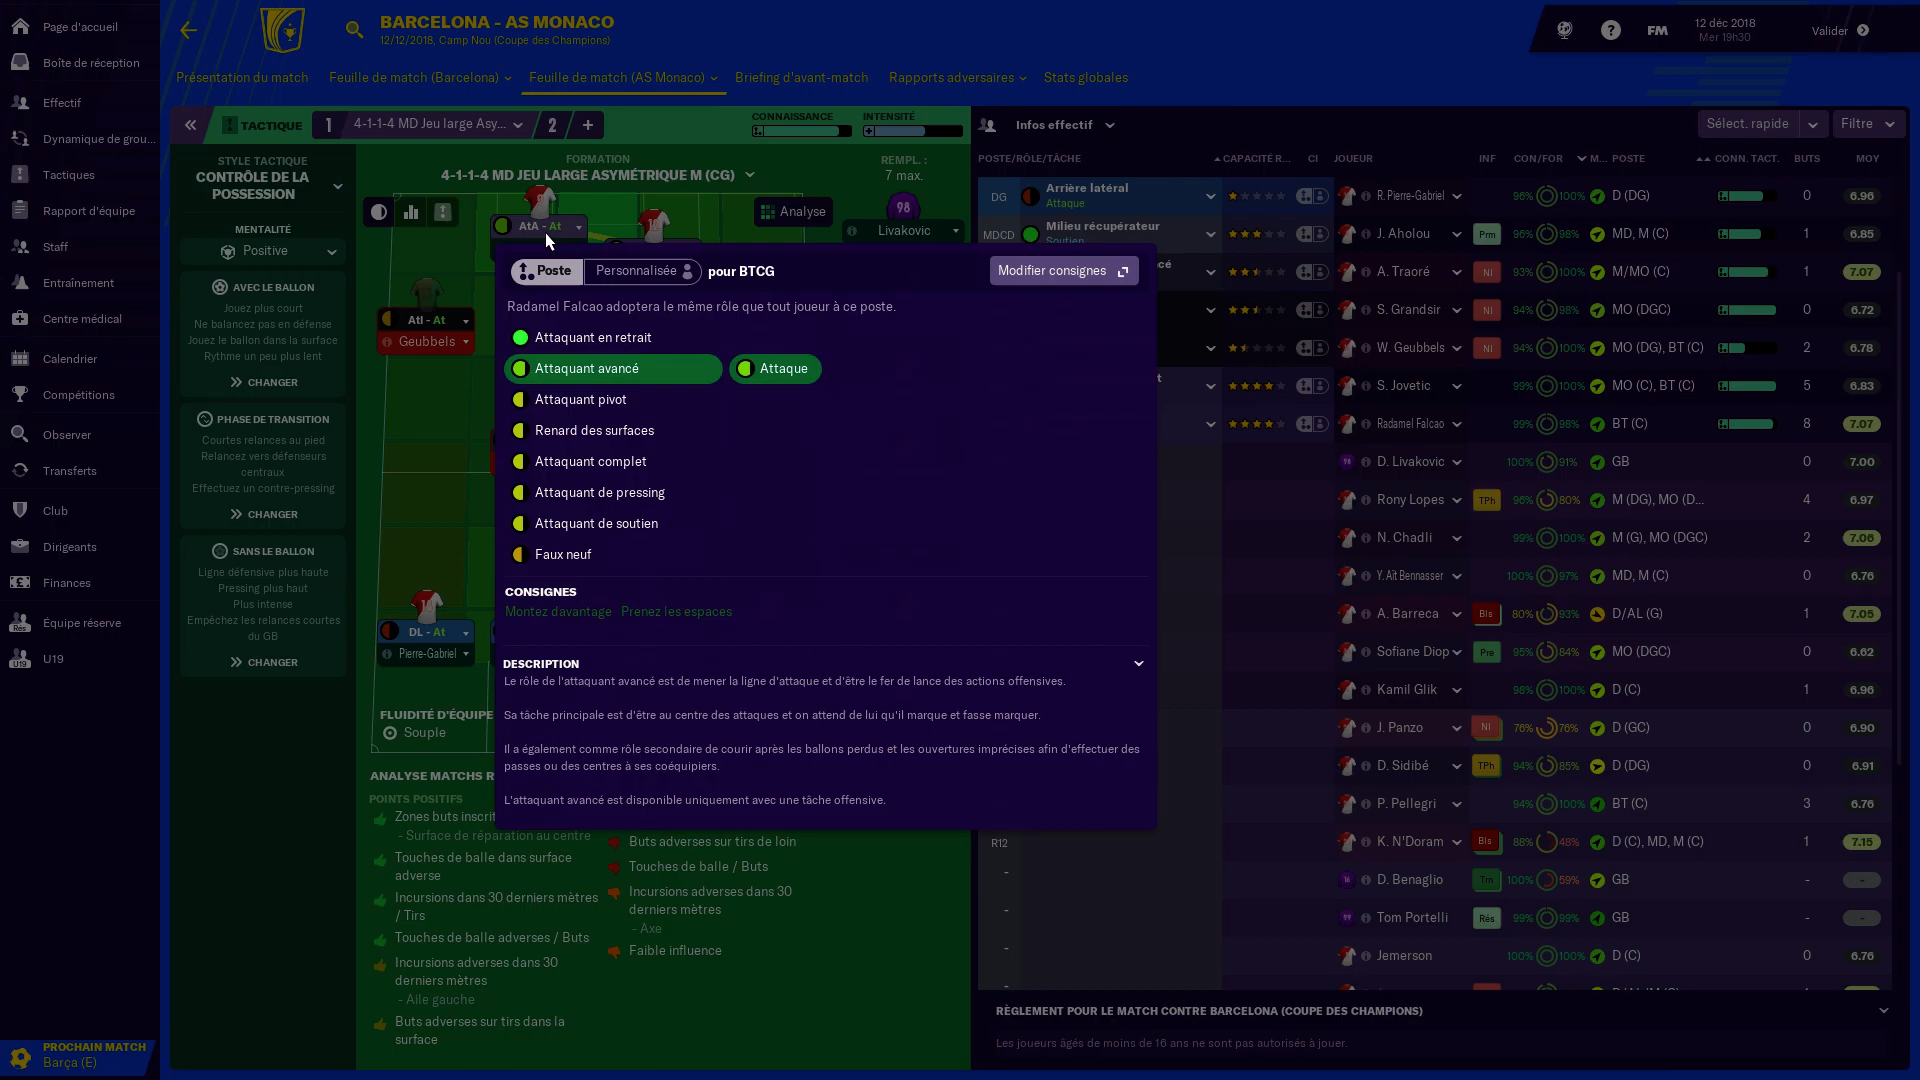 Page d'accueil
Boîte de réception
Effectif
Dynamique de grou...
Tactiques
Rapport d'équipe
Staff
Entraînement
Centre médical
Calendrier
Compétitions
Observer
Transferts
Club
Dirigeants
Finances
Équipe réserve
U19
PROCHAIN MATCH
Barça (E)
BARCELONA - AS MONACO
12/12/2018, Camp Nou (Coupe des Champions)
FM
12 déc 2018
Mer 19h30
Valider
Présentation du match
Feuille de match (Barcelona)
Feuille de match (AS Monaco)
Briefing d'avant-match
Rapports adversaires
Stats globales
TACTIQUE
1
4-1-1-4 MD Jeu large Asy...
2
CONNAISSANCE
INTENSITÉ
STYLE TACTIQUE
CONTRÔLE DE LA
POSSESSION
MENTALITÉ
Positive
AVEC LE BALLON
Jouez plus court
Ne balancez pas en défense
Jouez le ballon dans la surface
Rythme un peu plus lent
CHANGER
PHASE DE TRANSITION
Courtes relances au pied
Relancez vers défenseurs
centraux
Effectuez un contre-pressing
CHANGER
SANS LE BALLON
Ligne défensive plus haute
Pressing plus haut
Plus intense
Empêchez les relances courtes
du GB
CHANGER
FORMATION
4-1-1-4 MD JEU LARGE ASYMÉTRIQUE M (CG)
REMPL. :
7 max.
Analyse
98
Livakovic
AtA - At
AtI - At
Geubbels
DL - At
Pierre-Gabriel
FLUIDITÉ D'ÉQUIPE
Souple
Poste
Personnalisée
pour BTCG
Modifier consignes
Radamel Falcao adoptera le même rôle que tout joueur à ce poste.
Attaquant en retrait
Attaquant avancé
Attaque
Attaquant pivot
Renard des surfaces
Attaquant complet
Attaquant de pressing
Attaquant de soutien
Faux neuf
CONSIGNES
Montez davantage Prenez les espaces
DESCRIPTION
Le rôle de l'attaquant avancé est de mener la ligne d'attaque et d'être le fer de lance des actions offensives.
Sa tâche principale est d'être au centre des attaques et on attend de lui qu'il marque et fasse marquer.
Il a également comme rôle secondaire de courir après les ballons perdus et les ouvertures imprécises afin d'effectuer des
passes ou des centres à ses coéquipiers.
L'attaquant avancé est disponible uniquement avec une tâche offensive.
ANALYSE MATCHS R
POINTS POSITIFS
Zones buts inscrit
- Surface de réparation au centre
Touches de balle dans surface
adverse
Incursions dans 30 derniers mètres
/ Tirs
Touches de balle adverses / Buts
Incursions adverses dans 30
derniers mètres
- Aile gauche
Buts adverses sur tirs dans la
surface
Buts adverses sur tirs de loin
Touches de balle / Buts
Incursions adverses dans 30
derniers mètres
- Axe
Faible influence
Infos effectif
Sélect. rapide
Filtre
POSTE/RÔLE/TÂCHE CAPACITÉ R... CI JOUEUR INF CON/FOR M... POSTE CONN. TACT. BUTS MOY
DG Arrière latéral Attaque R. Pierre-Gabriel 96% 100% D (DG) 0 6.96
MDCD Milieu récupérateur Soutien J. Aholou Prm 96% 98% MD, M (C) 1 6.85
A. Traoré NI 93% 100% M/MO (C) 1 7.07
S. Grandsir NI 94% 98% MO (DG) 0 6.72
W. Geubbels NI 94% 100% MO (DG), BT (C) 2 6.78
S. Jovetic 99% 100% MO (C), BT (C) 5 6.83
Radamel Falcao 99% 98% BT (C) 8 7.07
D. Livakovic 100% 91% GB 0 7.00
Rony Lopes TPh 96% 80% M (DG), MO (D... 4 6.97
N. Chadli 99% 100% M (G), MO (DGC) 2 7.06
Y. Aït Bennasser 100% 97% MD, M (C) 0 6.76
A. Barreca Bls 80% 93% D/AL (G) 1 7.05
Sofiane Diop Pre 95% 84% MO (DGC) 0 6.62
Kamil Glik 98% 100% D (C) 1 6.96
J. Panzo NI 76% 76% D (GC) 0 6.90
D. Sidibé TPh 94% 85% D (DG) 0 6.91
P. Pellegri 94% 100% BT (C) 3 6.76
R12 K. N'Doram Bls 88% 48% D (C), MD, M (C) 1 7.15
- D. Benaglio Trn 100% 59% GB - -
- Tom Portelli Rés 99% 99% GB - -
- Jemerson 100% 100% D (C) 0 6.76
RÈGLEMENT POUR LE MATCH CONTRE BARCELONA (COUPE DES CHAMPIONS)
Les joueurs âgés de moins de 16 ans ne sont pas autorisés à jouer.